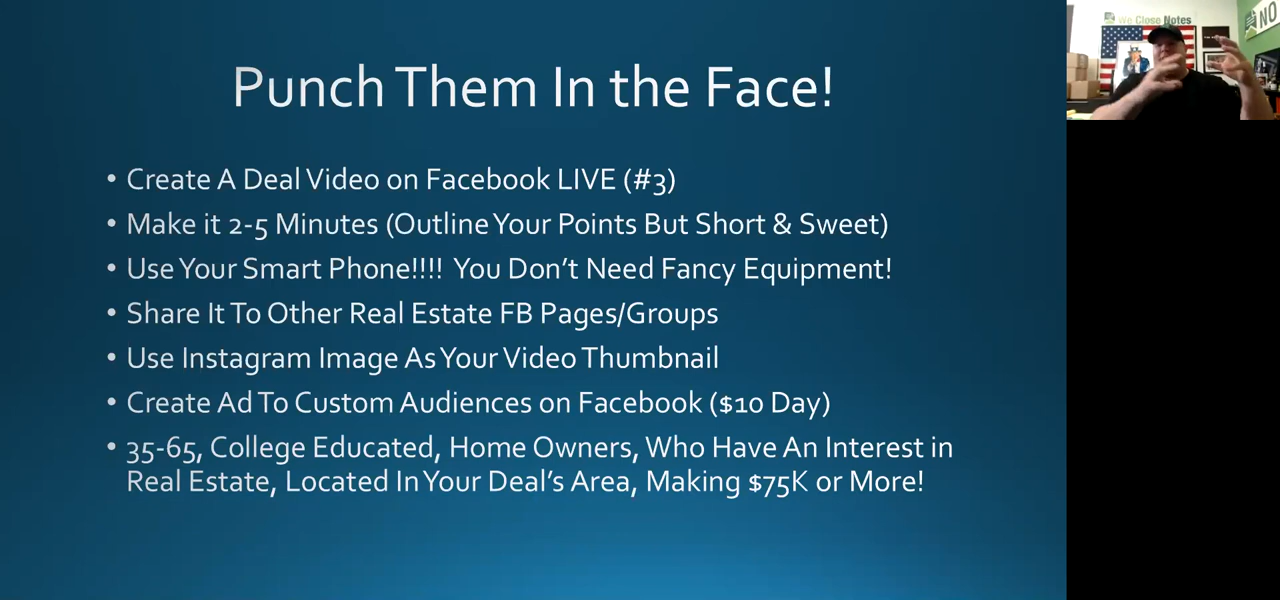 Punch Them In the Face!
• Create A Deal Video on Facebook LIVE (#3)
• Make it 2-5 Minutes (Outline Your Points But Short & Sweet)
• Use Your Smart Phone!!!! You Don't Need Fancy Equipment!
• Share It To Other Real Estate FB Pages/Groups
• Use Instagram Image As Your Video Thumbnail
• Create Ad To Custom Audiences on Facebook ($10 Day)
• 35-65, College Educated, Home Owners, Who Have An Interest in
Real Estate, Located In Your Deal's Area, Making $75K or More!
We Close Notes
NO